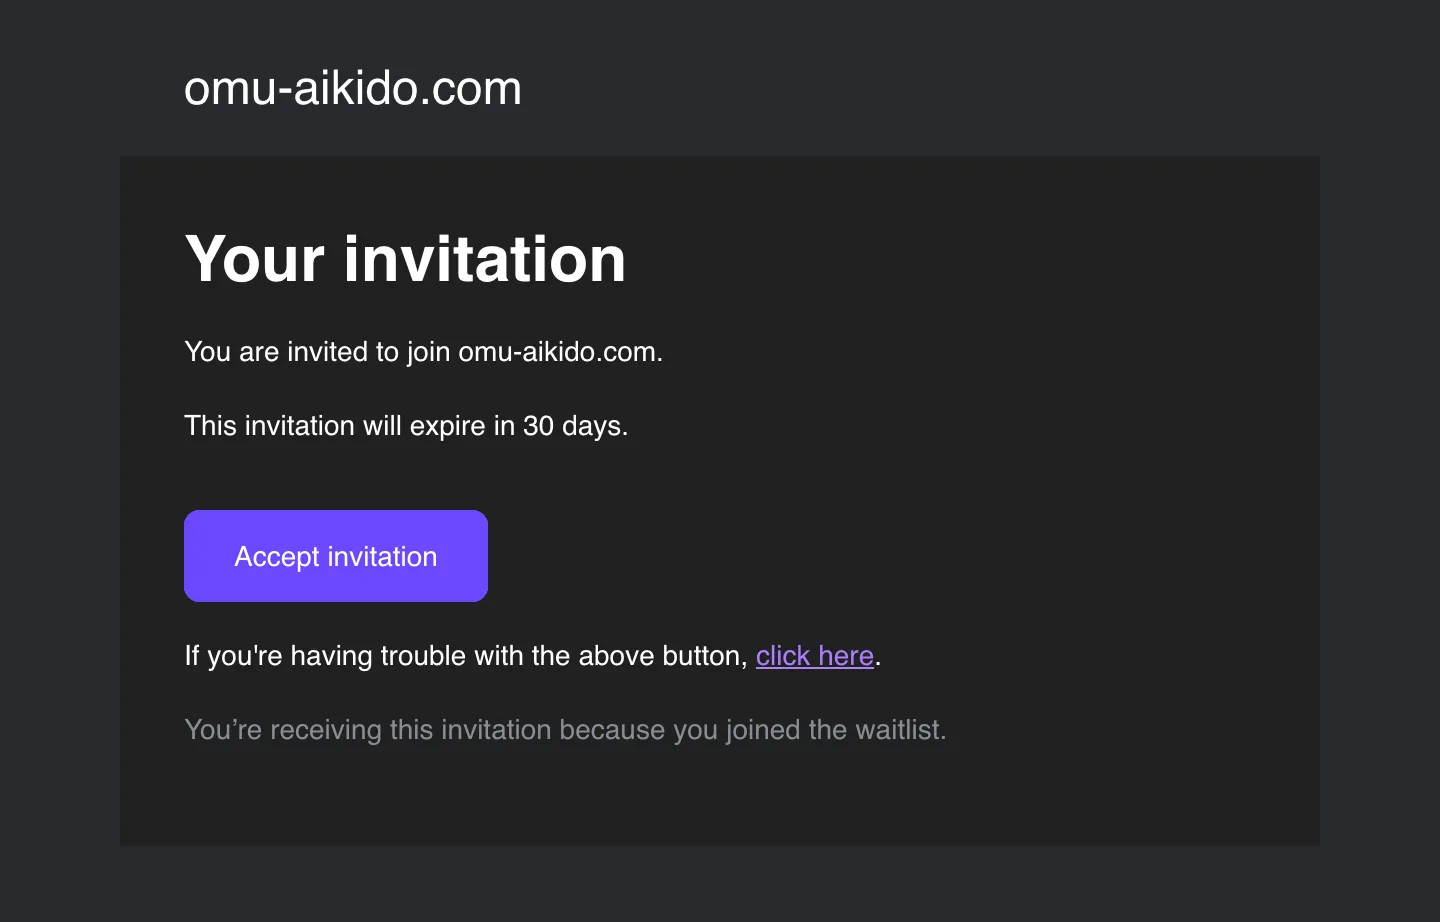 omu-aikido.com
Your invitation
You are invited to join omu-aikido.com.
This invitation will expire in 30 days.
Accept invitation
If you're having trouble with the above button, click here.
You’re receiving this invitation because you joined the waitlist.